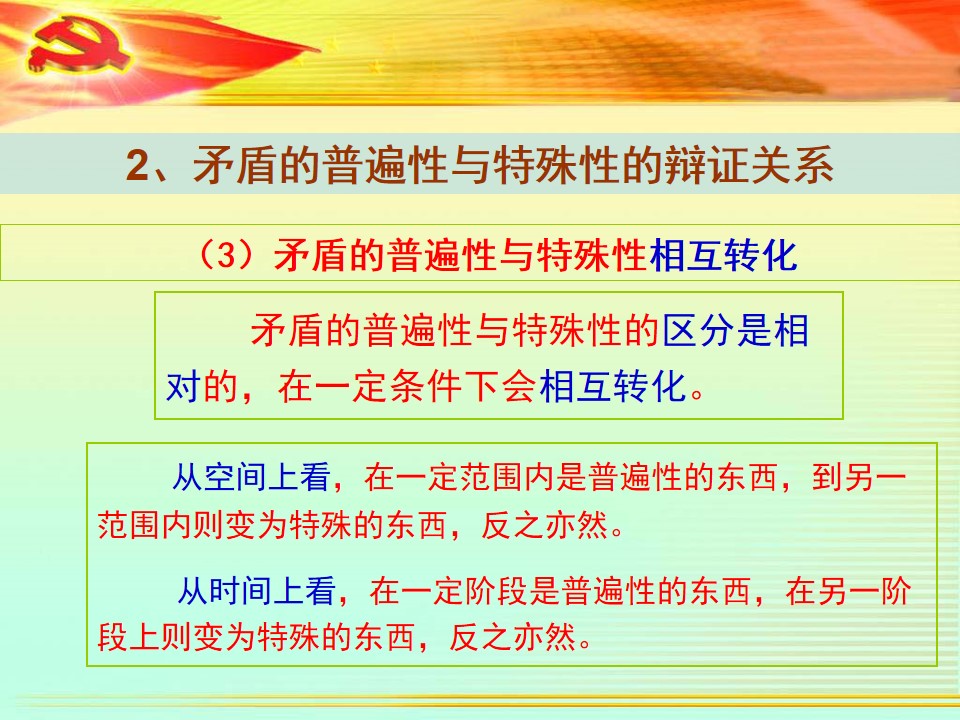 2、矛盾的普遍性与特殊性的辩证关系
（3）矛盾的普遍性与特殊性相互转化
矛盾的普遍性与特殊性的区分是相
对的，在一定条件下会相互转化。
从空间上看，在一定范围内是普遍性的东西，到另一
范围内则变为特殊的东西，反之亦然。
从时间上看，在一定阶段是普遍性的东西，在另一阶
段上则变为特殊的东西，反之亦然。